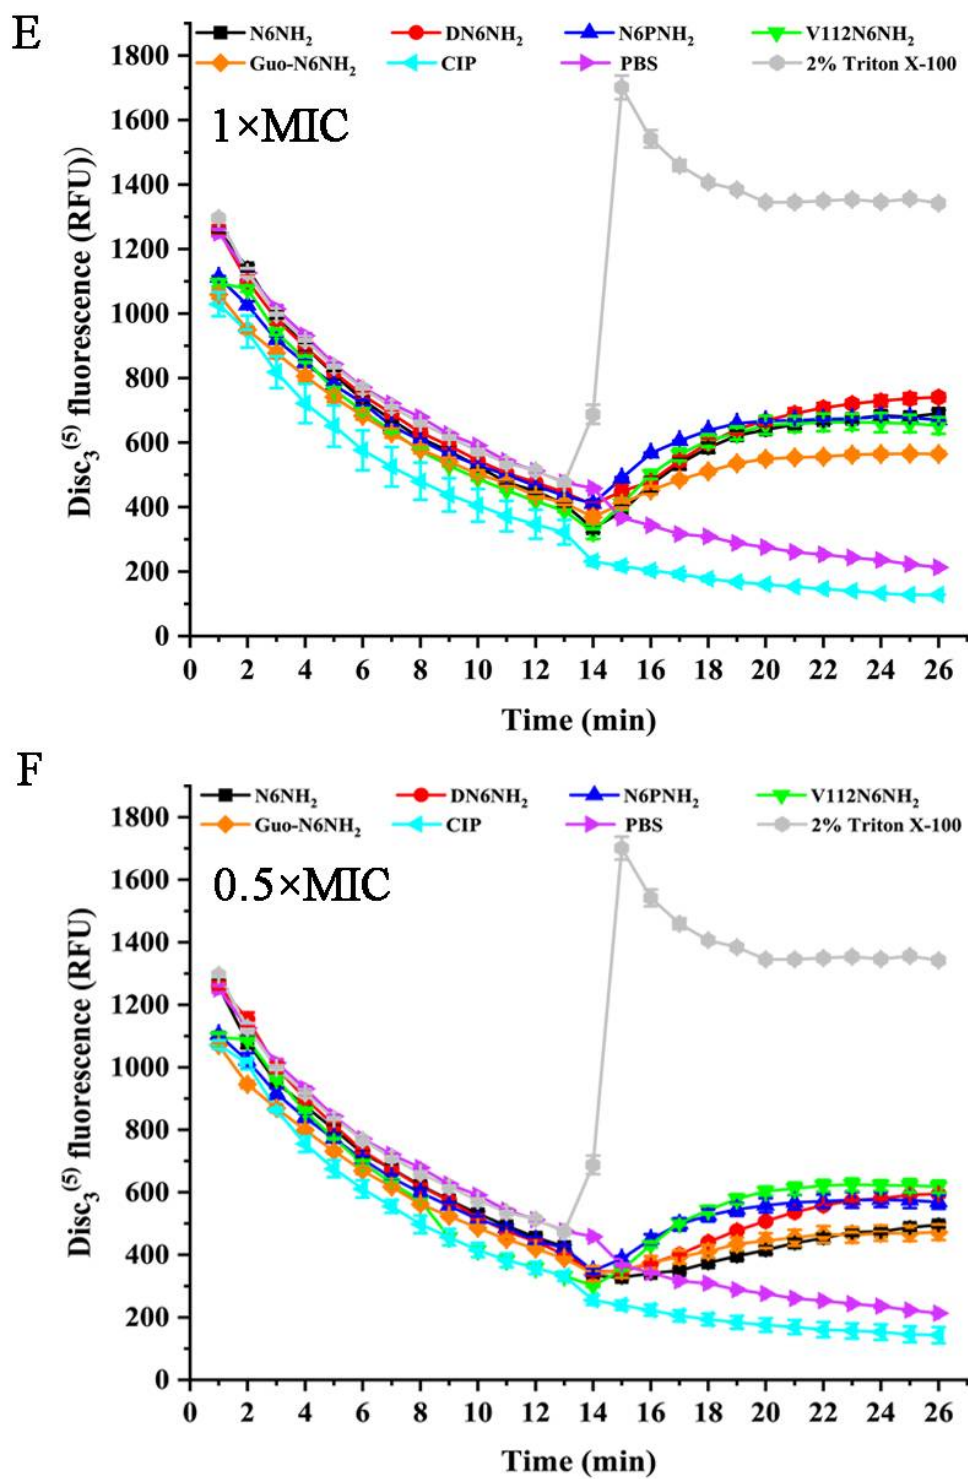 E
N6NH₂ DN6NH₂ N6PNH₂ V112N6NH₂
Guo-N6NH₂ CIP PBS 2% Triton X-100
1×MIC
Disc₃⁽⁵⁾ fluorescence (RFU)）
1800
1600
1400
1200
1000
800
600
400
200
0
0 2 4 6 8 10 12 14 16 18 20 22 24 26
Time (min)
F
N6NH₂ DN6NH₂ N6PNH₂ V112N6NH₂
Guo-N6NH₂ CIP PBS 2% Triton X-100
0.5×MIC
Disc₃⁽⁵⁾ fluorescence (RFU)
1800
1600
1400
1200
1000
800
600
400
200
0
0 2 4 6 8 10 12 14 16 18 20 22 24 26
Time (min)